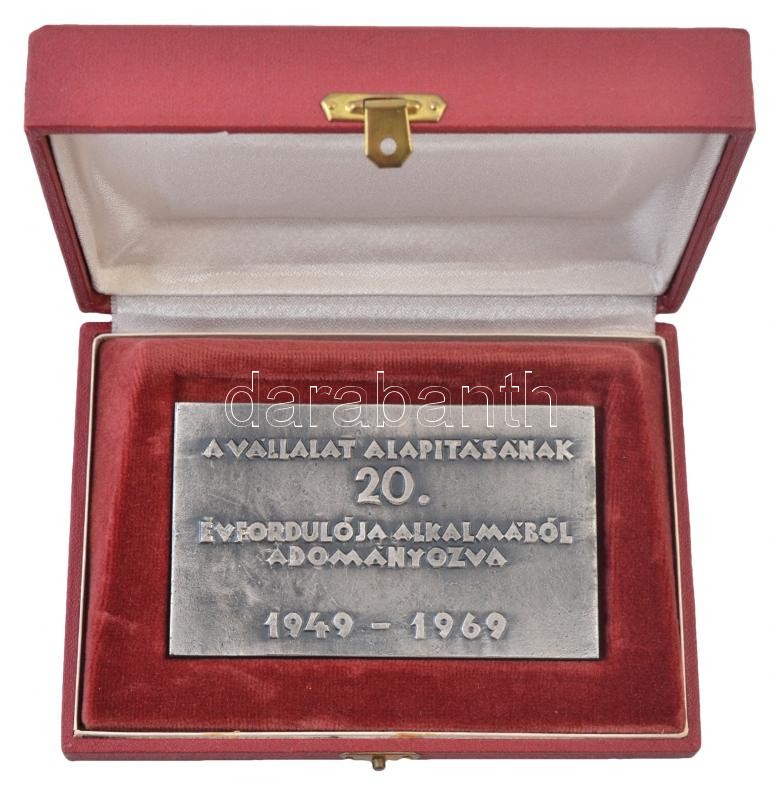 darabanth
A VÁLLALAT ALAPITÁSÁNAK
20.
ÉVFORDULÓJA ALKALMÁBÓL
ADOMÁNYOZVA
1949 - 1969